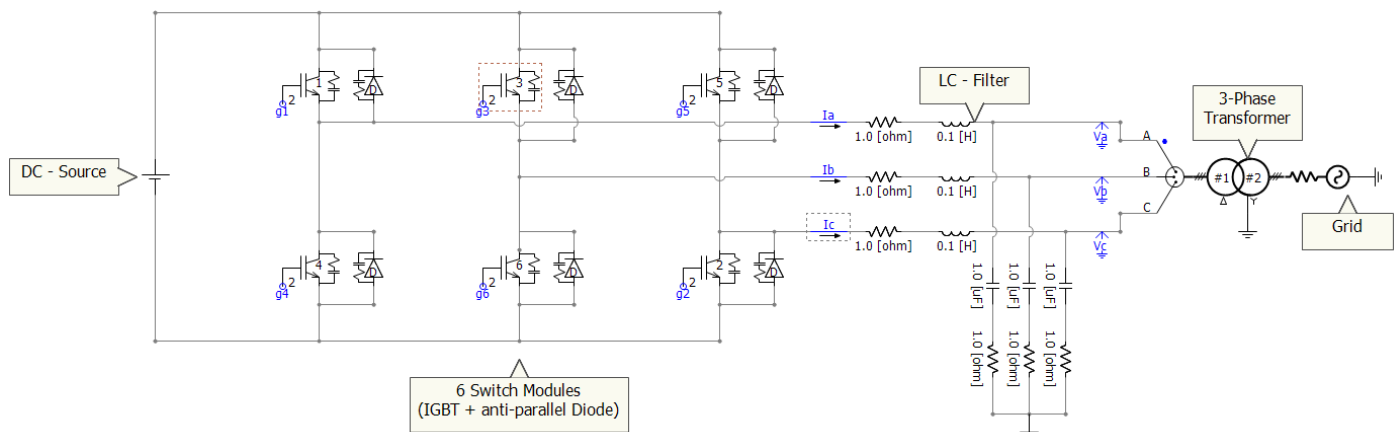 1
D
2
g1
3
D
2
g3
5
D
2
g5
LC - Filter
3-Phase
Transformer
Ia
1.0 [ohm]
0.1 [H]
Va
A
DC - Source
Ib
1.0 [ohm]
0.1 [H]
Vb
B
#1
#2
Δ
Y
Grid
Ic
1.0 [ohm]
0.1 [H]
Vc
C
4
D
2
g4
6
D
2
g6
2
D
2
g2
1.0 [uF]
1.0 [uF]
1.0 [uF]
1.0 [ohm]
1.0 [ohm]
1.0 [ohm]
6 Switch Modules
(IGBT + anti-parallel Diode)